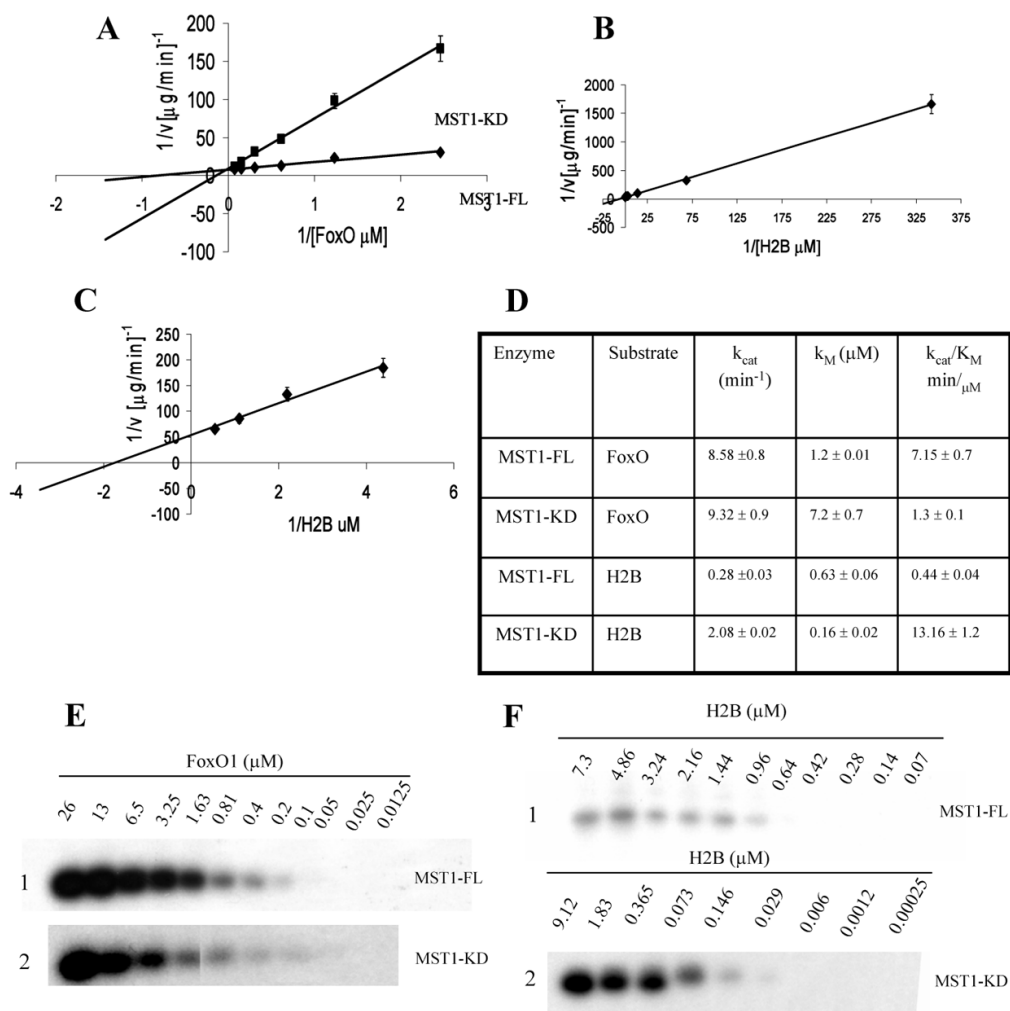 A
200
150
100
50
0
-50
-100
-2
-1
0
1
2
3
1/v[µg/min]⁻¹
1/[FoxO µM]
MST1-KD
MST1-FL
B
2000
1500
1000
500
0
-500
-25
25
75
125
175
225
275
325
375
1/v[µg/min]⁻¹
1/[H2B µM]
C
250
200
150
100
50
0
-50
-100
-4
-2
0
2
4
6
1/v [µg/min]⁻¹
1/H2B uM
D
Enzyme Substrate kcat (min⁻¹) kM (µM) kcat/KM min/µM
MST1-FL FoxO 8.58 ±0.8 1.2 ± 0.01 7.15 ± 0.7
MST1-KD FoxO 9.32 ± 0.9 7.2 ± 0.7 1.3 ± 0.1
MST1-FL H2B 0.28 ±0.03 0.63 ± 0.06 0.44 ± 0.04
MST1-KD H2B 2.08 ± 0.02 0.16 ± 0.02 13.16 ± 1.2
E
FoxO1 (µM)
26 13 6.5 3.25 1.63 0.81 0.4 0.2 0.1 0.05 0.025 0.0125
1 MST1-FL
2 MST1-KD
F
H2B (µM)
7.3 4.86 3.24 2.16 1.44 0.96 0.64 0.42 0.28 0.14 0.07
1 MST1-FL
H2B (µM)
9.12 1.83 0.365 0.073 0.146 0.029 0.006 0.0012 0.00025
2 MST1-KD